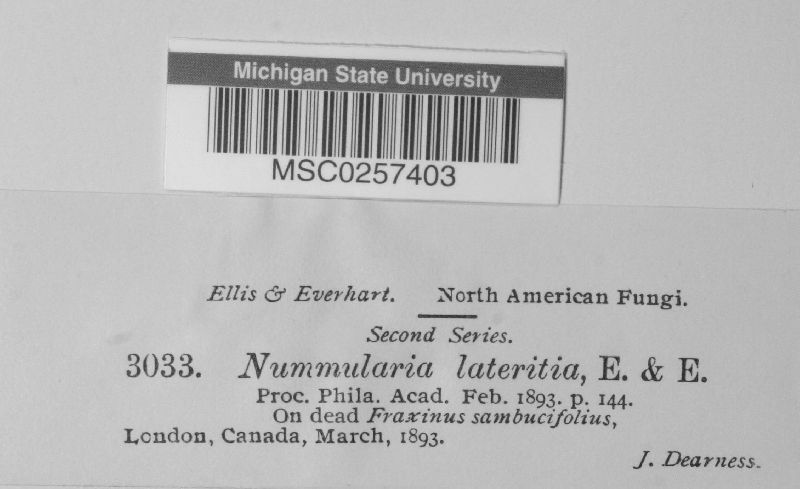 Michigan State University
MSC0257403
Ellis & Everhart. North American Fungi.
Second Series.
3033. Nummularia lateritia, E. & E.
Proc. Phila. Acad. Feb. 1893. p. 144.
On dead Fraxinus sambucifolius,
London, Canada, March, 1893.
J. Dearness.